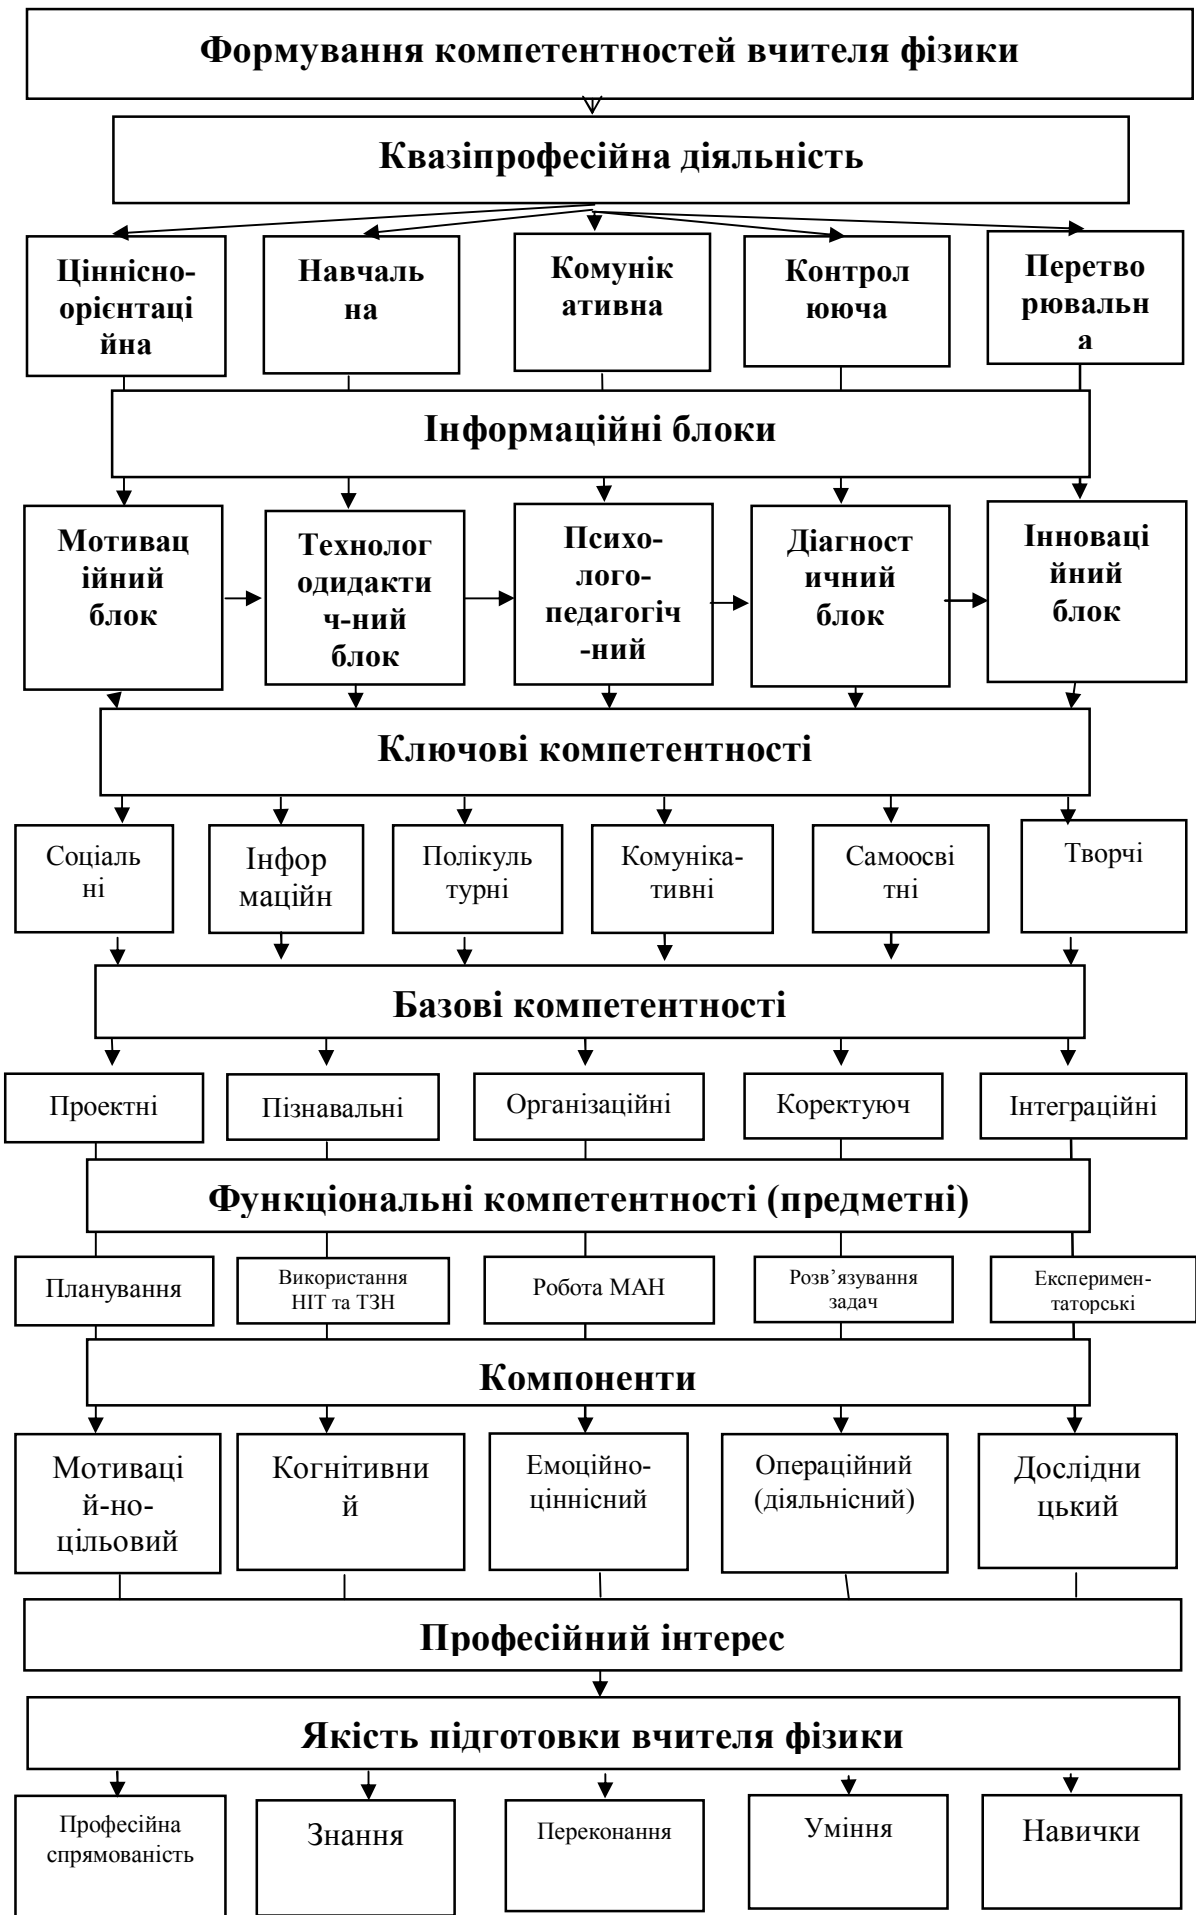 Формування компетентностей вчителя фізики
Квазіпрофесійна діяльність
Ціннісно-
орієнтаці
йна
Навчаль
на
Комунік
ативна
Контрол
ююча
Перетво
рювальн
а
Інформаційні блоки
Мотивац
ійний
блок
Технолог
одидакти
ч-ний
блок
Психо-
лого-
педагогіч
-ний
Діагност
ичний
блок
Інноваці
йний
блок
Ключові компетентності
Соціаль
ні
Інфор
маційн
Полікуль
турні
Комуніка-
тивні
Самоосві
тні
Творчі
Базові компетентності
Проектні
Пізнавальні
Організаційні
Коректуюч
Інтеграційні
Функціональні компетентності (предметні)
Планування
Використання
НІТ та ТЗН
Робота МАН
Розв’язування
задач
Експеримен-
таторські
Компоненти
Мотиваці
й-но-
цільовий
Когнітивни
й
Емоційно-
ціннісний
Операційний
(діяльнісний)
Дослідни
цький
Професійний інтерес
Якість підготовки вчителя фізики
Професійна
спрямованість
Знання
Переконання
Уміння
Навички